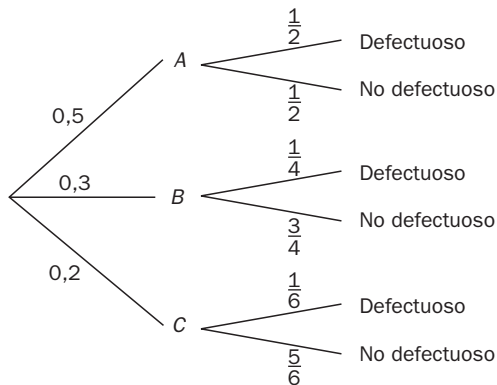 1/2
Defectuoso
A
No defectuoso
1/2
0,5
1/4
Defectuoso
0,3
B
No defectuoso
3/4
0,2
1/6
Defectuoso
C
No defectuoso
5/6